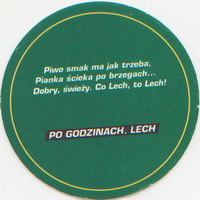 Piwo smak ma jak trzeba,
Pianka ścieka po brzegach...
Dobry, świeży. Co Lech, to Lech!
PO GODZINACH. LECH